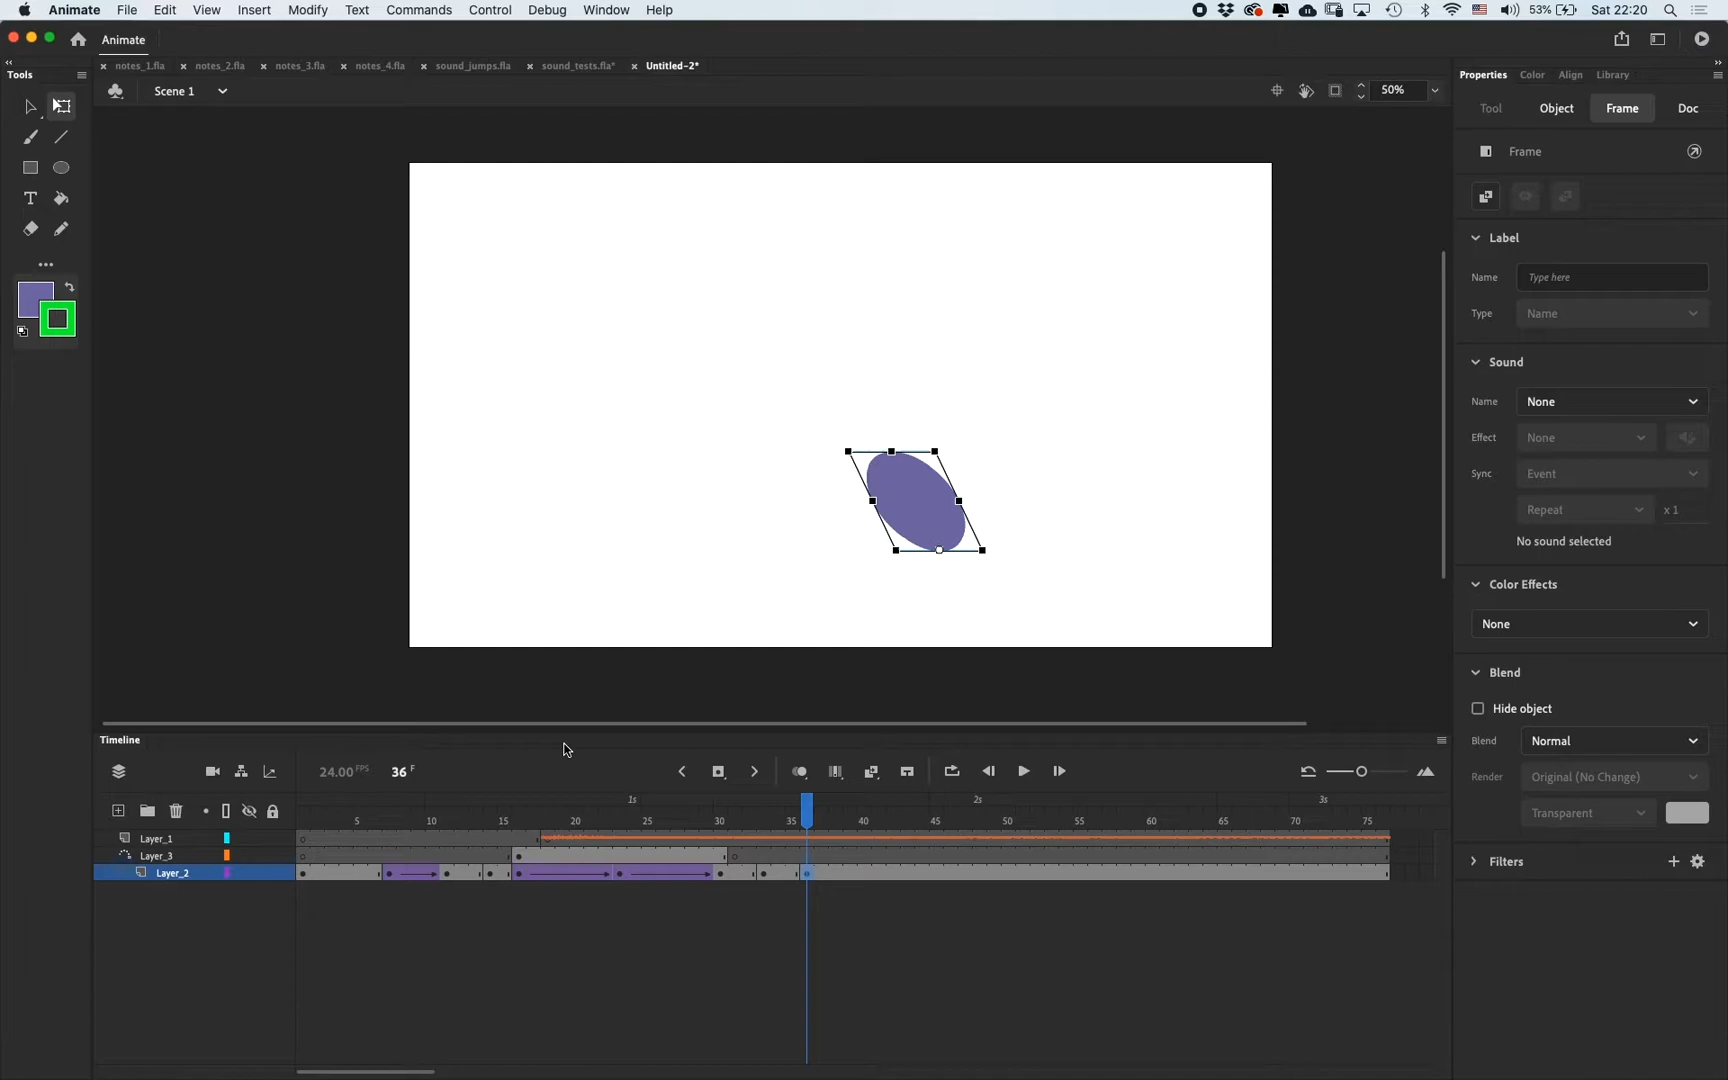 Animate File Edit View Insert Modify Text Commands Control Debug Window Help 53% Sat 22:20
Animate
notes_1.fla notes_2.fla notes_3.fla notes_4.fla sound_jumps.fla sound_tests.fla* Untitled-2*
Tools
Scene 1
50%
Properties Color Align Library
Tool Object Frame Doc
Frame
Label
Name Type here
Type Name
Sound
Name None
Effect None
Sync Event
Repeat x 1
No sound selected
Color Effects
None
Blend
Hide object
Blend Normal
Render Original (No Change)
Transparent
Filters
T
Timeline
24.00 FPS 36 F
1s 2s 3s
5 10 15 20 25 30 35 40 45 50 55 60 65 70 75
Layer_1
Layer_3
Layer_2